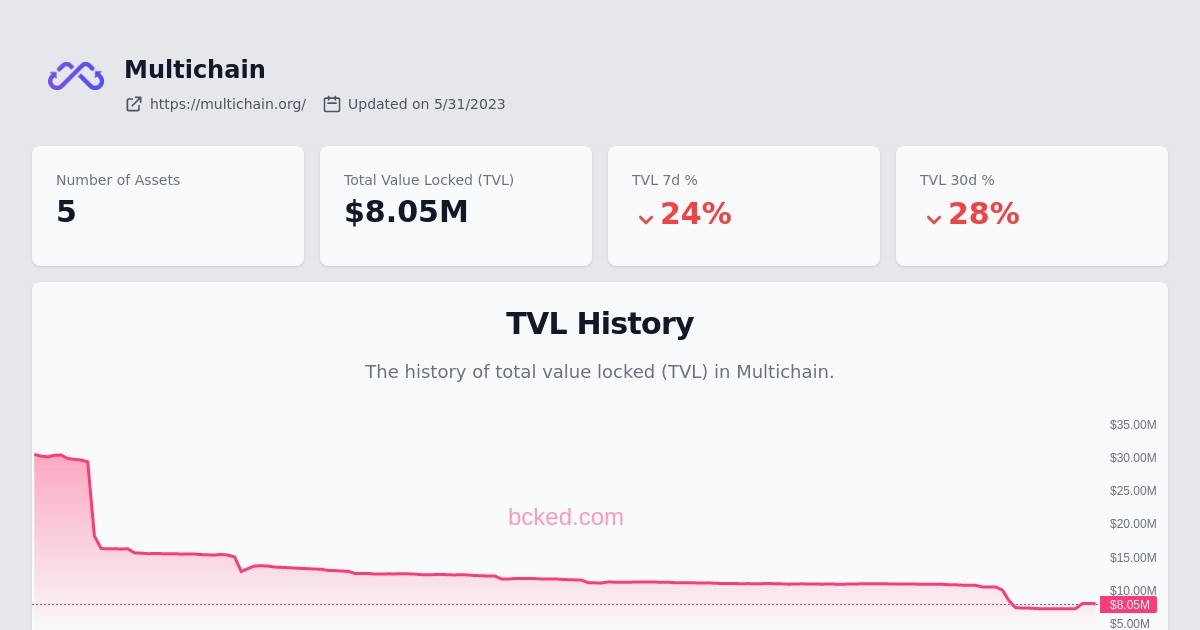 Multichain
https://multichain.org/ Updated on 5/31/2023
Number of Assets
5
Total Value Locked (TVL)
$8.05M
TVL 7d %
24%
TVL 30d %
28%
TVL History
The history of total value locked (TVL) in Multichain.
$35.00M
$30.00M
$25.00M
bcked.com
$20.00M
$15.00M
$10.00M
$8.05M
$5.00M